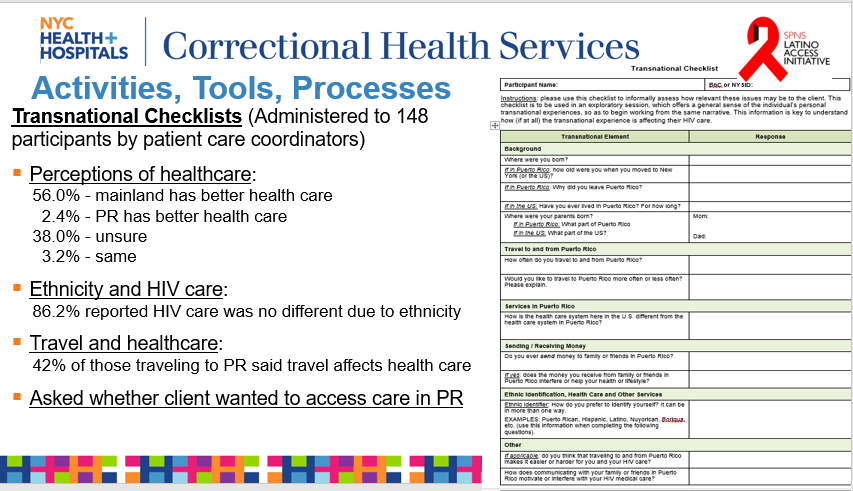 NYC
HEALTH+
HOSPITALS
Correctional Health Services
SPNS
LATINO
ACCESS
INITIATIVE
Activities, Tools, Processes
Transnational Checklists (Administered to 148
participants by patient care coordinators)
Perceptions of healthcare:
56.0% - mainland has better health care
2.4% - PR has better health care
38.0% - unsure
3.2% - same
Ethnicity and HIV care:
86.2% reported HIV care was no different due to ethnicity
Travel and healthcare:
42% of those traveling to PR said travel affects health care
Asked whether client wanted to access care in PR
Transnational Checklist
Participant Name: B&C or NYSID:
Instructions: please use this checklist to informally assess how relevant these issues may be to the client. This
checklist is to be used in an exploratory session, which offers a general sense of the individual's personal
transnational experiences, so as to begin working from the same narrative. This information is key to understand
how (if at all) the transnational experience is affecting their HIV care.
Transnational Element Response
Background
Where were you born?
If in Puerto Rico: how old were you when you moved to New
York (or the US)?
If in Puerto Rico: Why did you leave Puerto Rico?
If in the US: Have you ever lived in Puerto Rico? For how long?
Where were your parents born? Mom:
If in Puerto Rico: What part of Puerto Rico
If in the US: What part of the US? Dad:
Travel to and from Puerto Rico
How often do you travel to and from Puerto Rico?
Would you like to travel to Puerto Rico more often or less often?
Please explain.
Services in Puerto Rico
How is the health care system here in the U.S. different from the
health care system in Puerto Rico?
Sending / Receiving Money
Do you ever send money to family or friends in Puerto Rico?
If yes: does the money you receive from family or friends in
Puerto Rico interfere or help your health or lifestyle?
Ethnic Identification, Health Care and Other Services
Ethnic Identifier: How do you prefer to identify yourself? It can be
in more than one way.
EXAMPLES: Puerto Rican, Hispanic, Latino, Nuyorican, Boriqua,
etc. (use this information when completing the following
questions).
Other
If applicable: do you think that traveling to and from Puerto Rico
makes it easier or harder for you and your HIV care?
How does communicating with your family or friends in Puerto
Rico motivate or interfere with your HIV medical care?